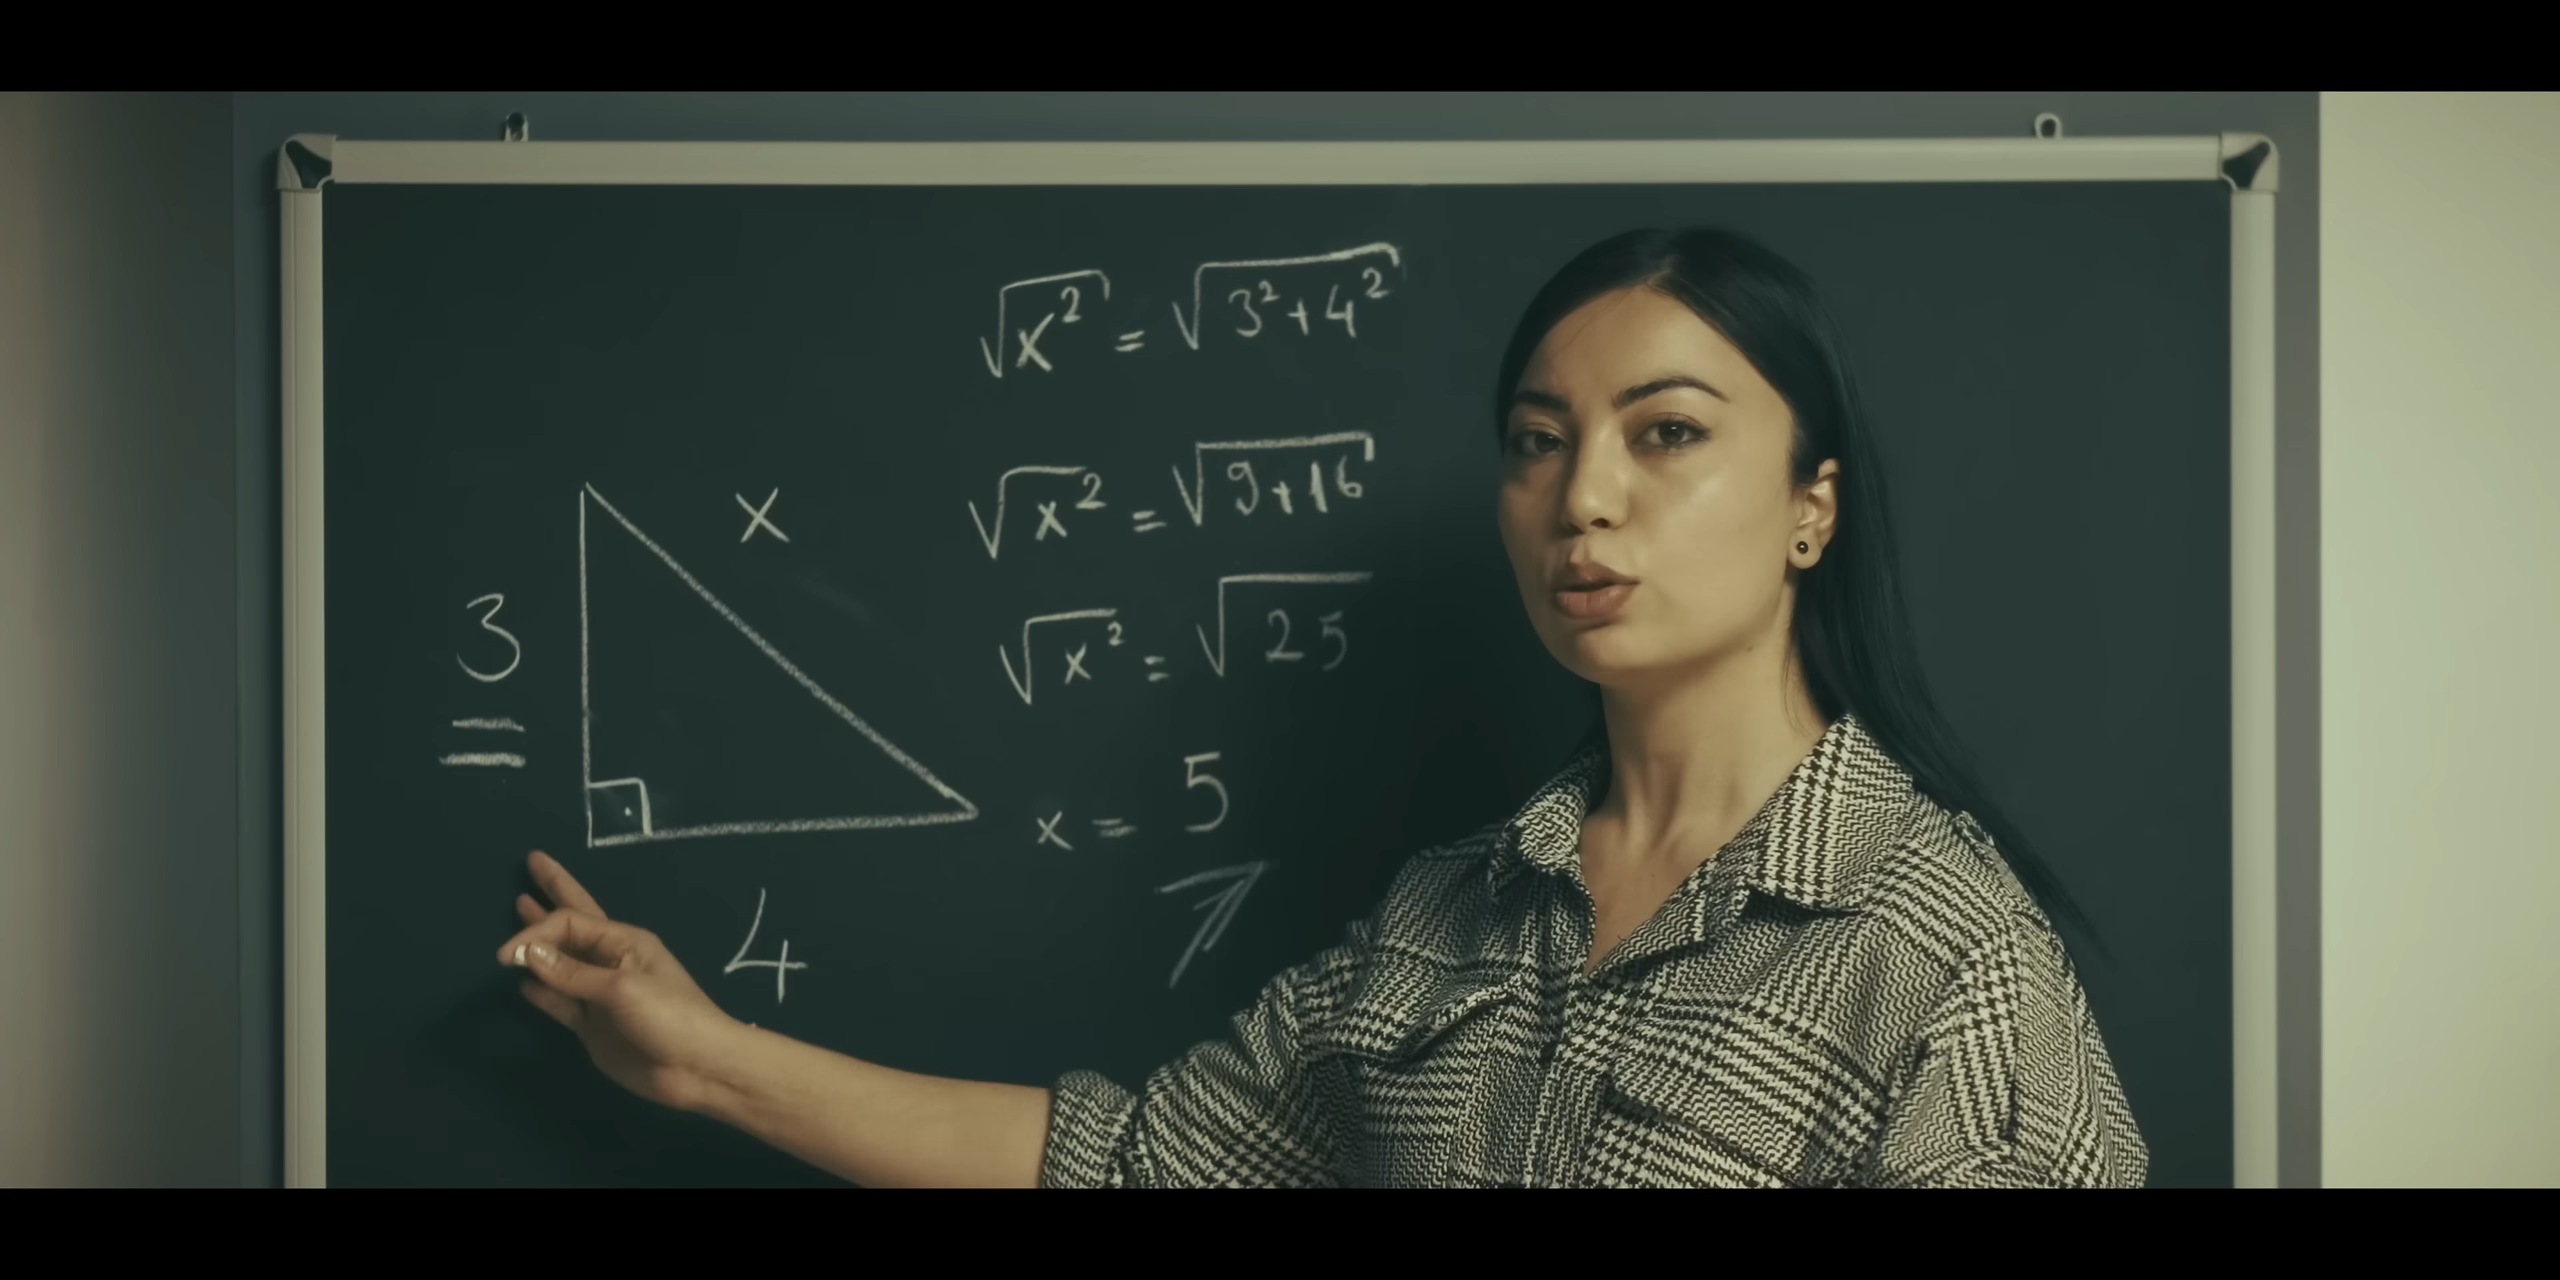 √x² = √3²+4²
x
√x² = √9+16
3
√x² = √25
x = 5
4